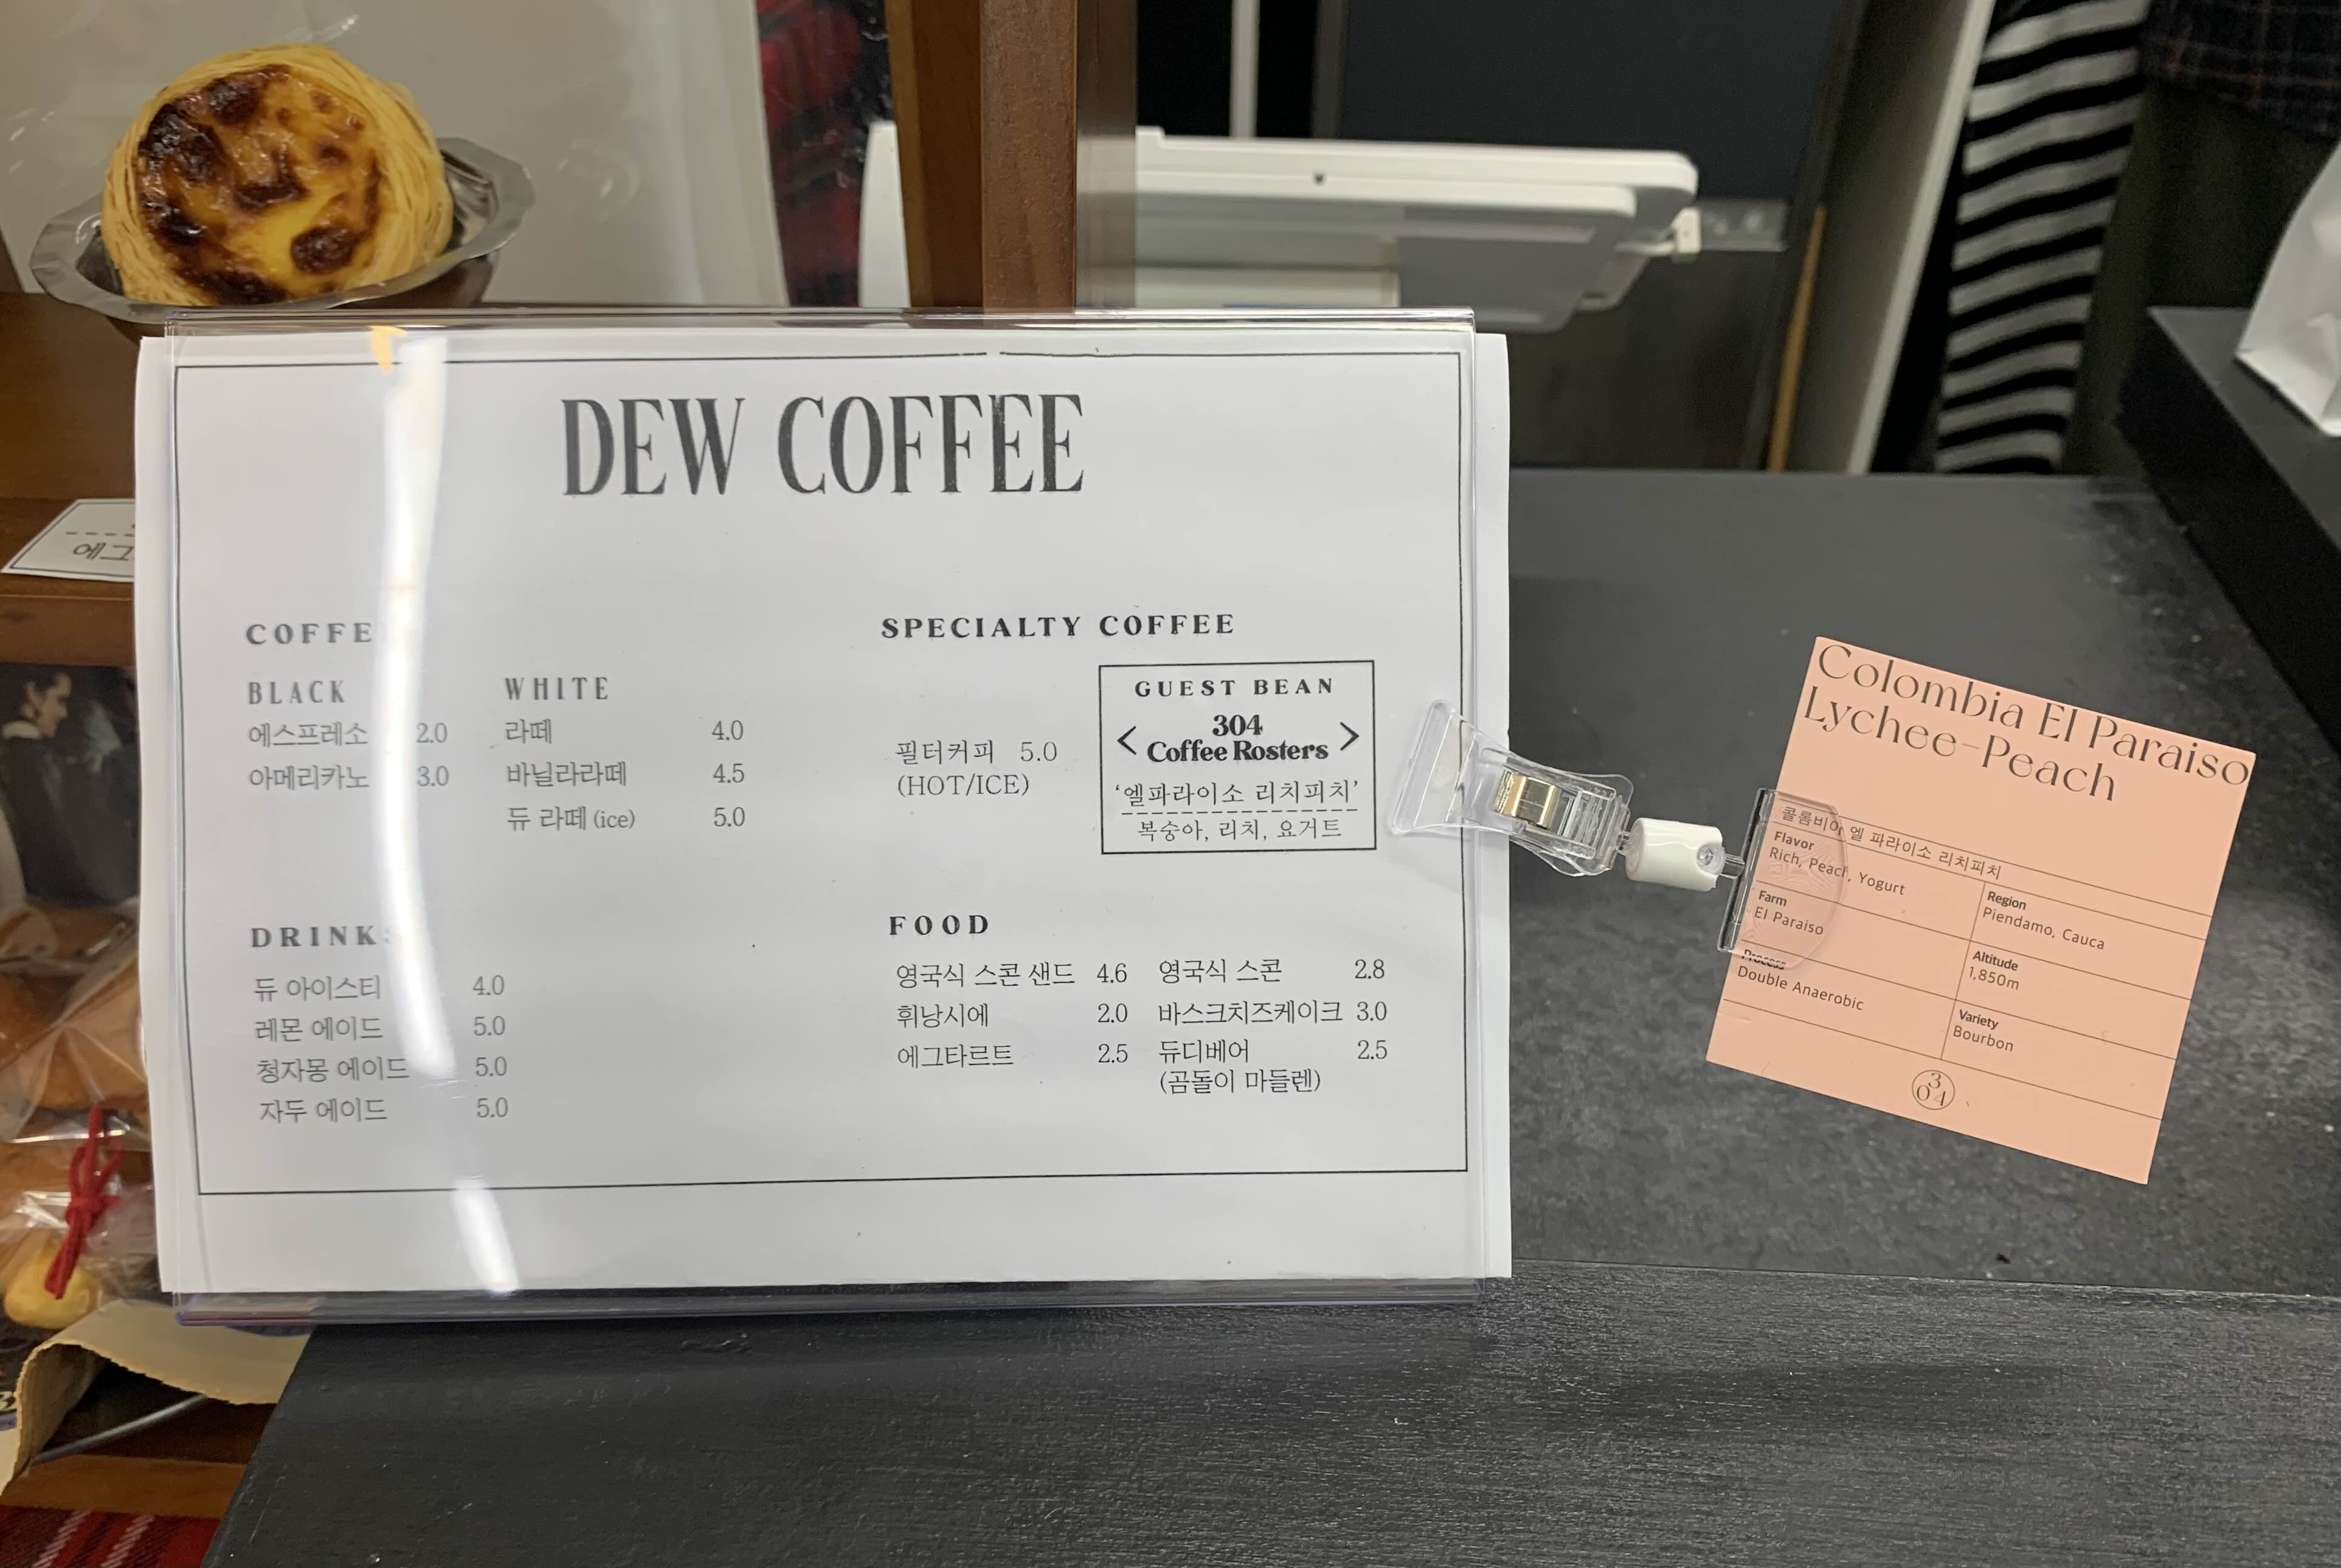 DEW COFFEE
COFFE
BLACK
에스프레소 2.0
아메리카노 3.0
WHITE
라떼 4.0
바닐라라떼 4.5
듀 라떼 (ice) 5.0
SPECIALTY COFFEE
필터커피 5.0
(HOT/ICE)
GUEST BEAN
< 304 >
Coffee Rosters
'엘파라이소 리치피치'
복숭아, 리치, 요거트
DRINKS
듀 아이스티 4.0
레몬 에이드 5.0
청자몽 에이드 5.0
자두 에이드 5.0
FOOD
영국식 스콘 샌드 4.6
휘낭시에 2.0
에그타르트 2.5
영국식 스콘 2.8
바스크치즈케이크 3.0
듀디베어 2.5
(곰돌이 마들렌)
에그
Colombia El Paraiso
Lychee-Peach
콜롬비아 엘 파라이소 리치피치
Flavor
Rich, Peach, Yogurt
Farm
El Paraiso
Region
Piendamo, Cauca
Process
Double Anaerobic
Altitude
1,850m
Variety
Bourbon
304